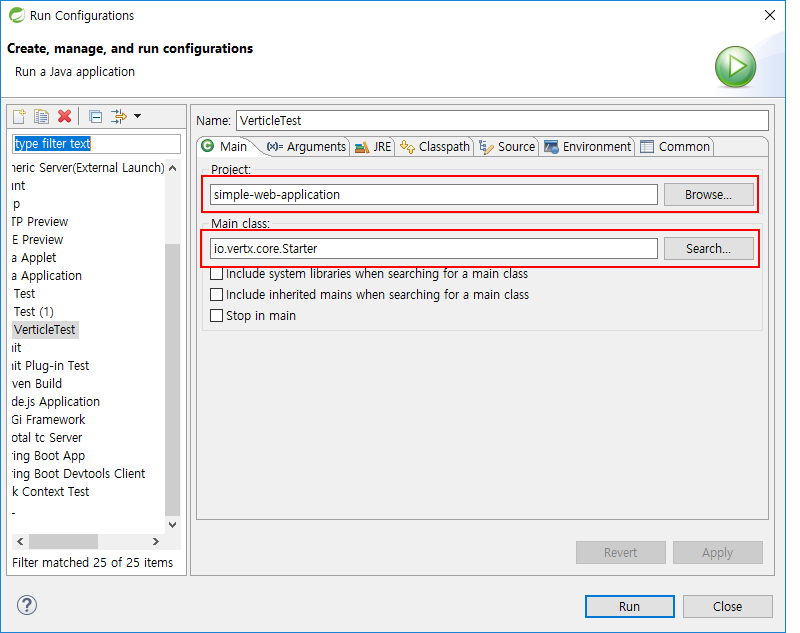 Run Configurations
Create, manage, and run configurations
Run a Java application
type filter text
neric Server(External Launch)
int
p
TP Preview
E Preview
a Applet
a Application
Test
Test (1)
VerticleTest
iit
iit Plug-in Test
ven Build
de.js Application
Gi Framework
otal tc Server
ring Boot App
ring Boot Devtools Client
k Context Test
Filter matched 25 of 25 items
Name: VerticleTest
Main (x)= Arguments JRE Classpath Source Environment Common
Project:
simple-web-application Browse...
Main class:
io.vertx.core.Starter Search...
Include system libraries when searching for a main class
Include inherited mains when searching for a main class
Stop in main
Revert Apply
? Run Close